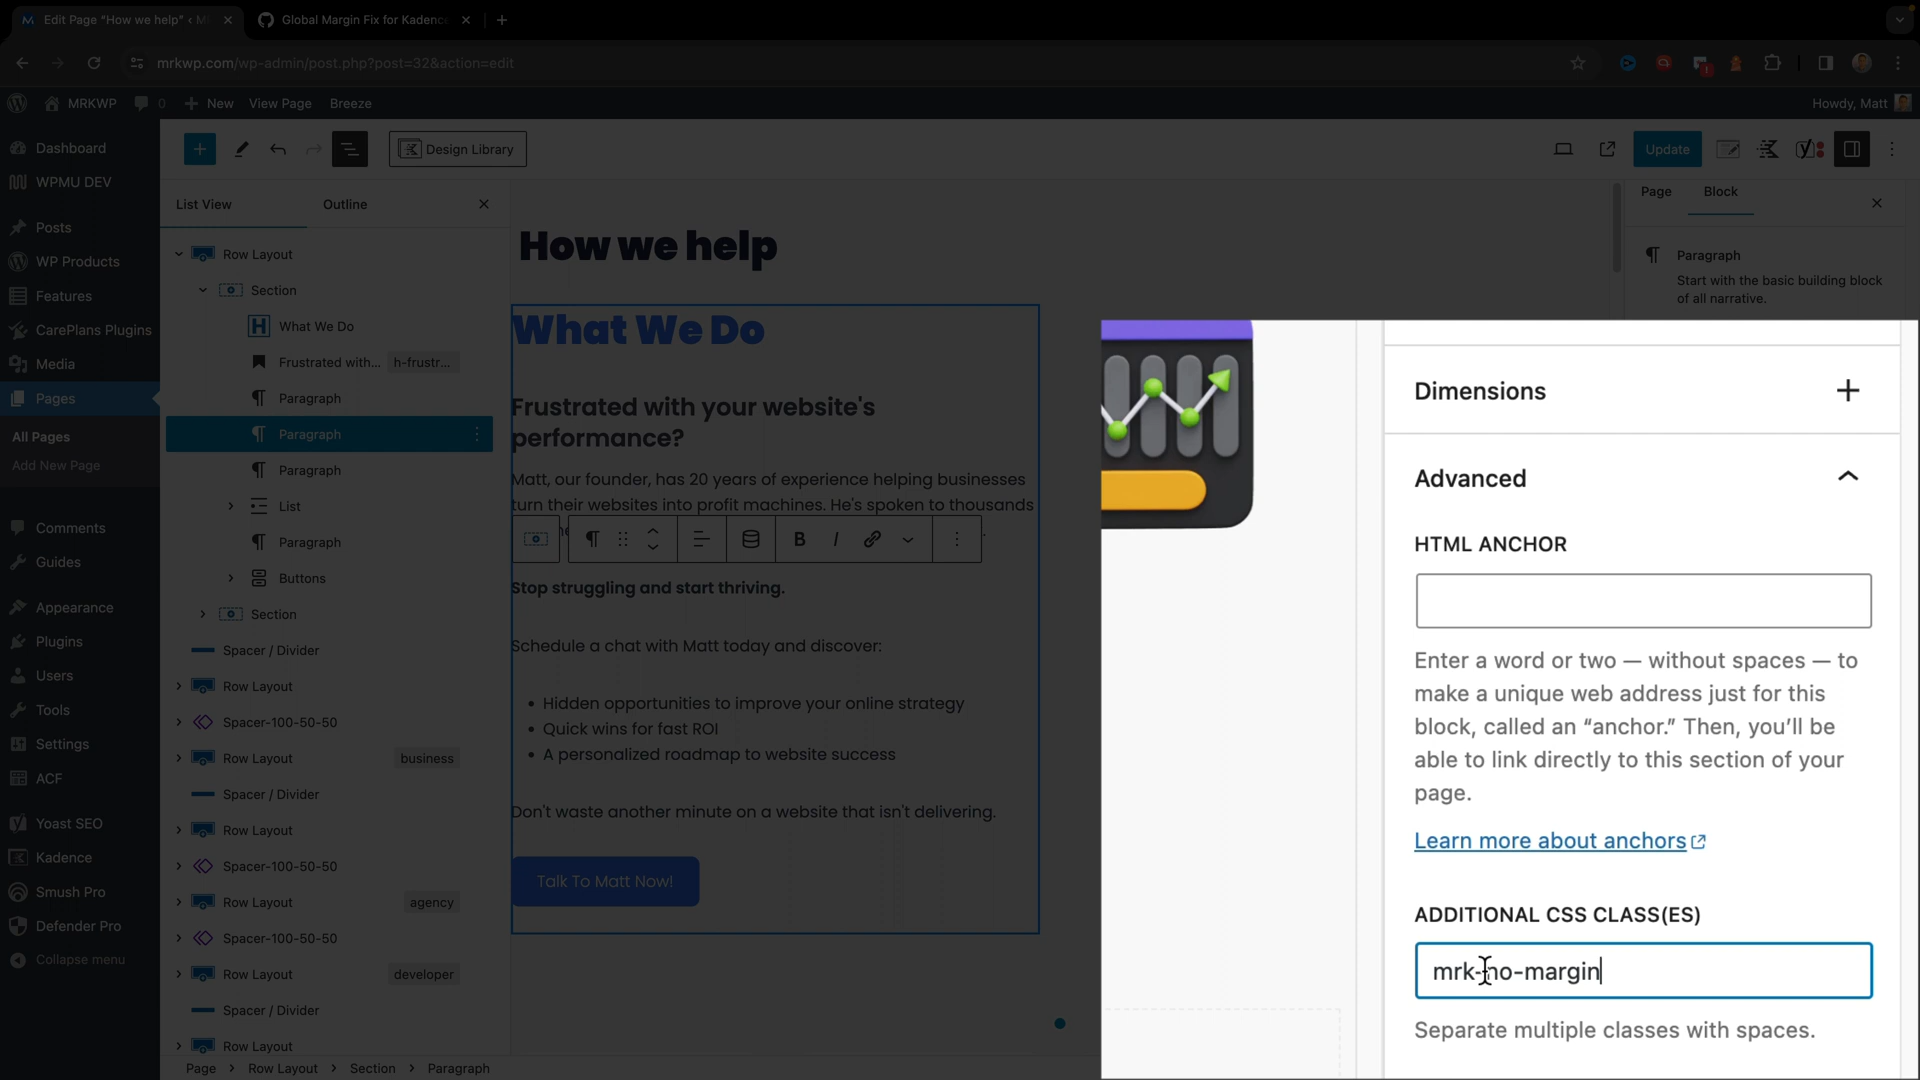 Edit Page "How we help" ‹ M
Global Margin Fix for Kadence
mrkwp.com/wp-admin/post.php?post=32&action=edit
MRKWP
0
New
View Page
Breeze
Howdy, Matt
Dashboard
WPMU DEV
Posts
WP Products
Features
CarePlans Plugins
Media
Pages
All Pages
Add New Page
Comments
Guides
Appearance
Plugins
Users
Tools
Settings
ACF
Yoast SEO
Kadence
Smush Pro
Defender Pro
Collapse menu
Design Library
Update
List View
Outline
Row Layout
Section
What We Do
Frustrated with... h-frustr...
Paragraph
Paragraph
Paragraph
List
Paragraph
Buttons
Section
Spacer / Divider
Row Layout
Spacer-100-50-50
Row Layout business
Spacer / Divider
Row Layout
Spacer-100-50-50
Row Layout agency
Spacer-100-50-50
Row Layout developer
Spacer / Divider
Row Layout
How we help
What We Do
Frustrated with your website's
performance?
Matt, our founder, has 20 years of experience helping businesses
turn their websites into profit machines. He's spoken to thousands
B I
Stop struggling and start thriving.
Schedule a chat with Matt today and discover:
• Hidden opportunities to improve your online strategy
• Quick wins for fast ROI
• A personalized roadmap to website success
Don't waste another minute on a website that isn't delivering.
Talk To Matt Now!
Page
Block
Paragraph
Start with the basic building block
of all narrative.
Dimensions
Advanced
HTML ANCHOR
Enter a word or two — without spaces — to
make a unique web address just for this
block, called an “anchor.” Then, you’ll be
able to link directly to this section of your
page.
Learn more about anchors
ADDITIONAL CSS CLASS(ES)
mrk-no-margin
Separate multiple classes with spaces.
Page › Row Layout › Section › Paragraph